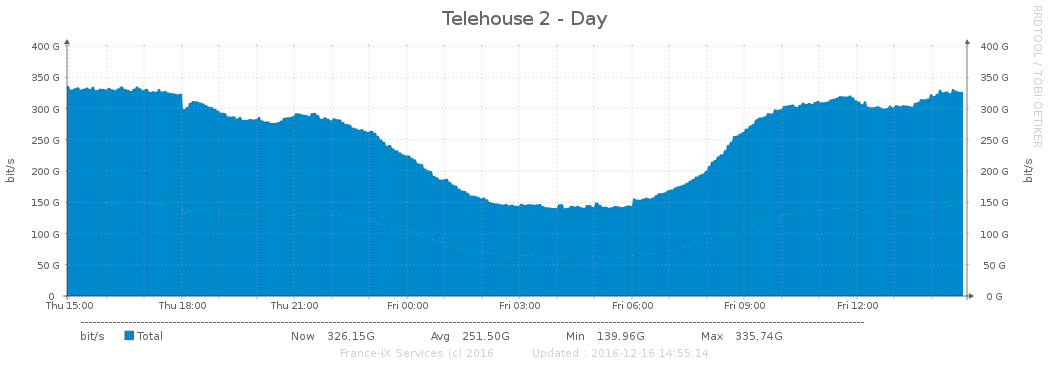 Telehouse 2 - Day
RRDTOOL / TOBI OETIKER
400 G 400 G
350 G 350 G
300 G 300 G
250 G 250 G
200 G 200 G
150 G 150 G
100 G 100 G
50 G 50 G
0 0 G
bit/s
bit/s
Thu 15:00 Thu 18:00 Thu 21:00 Fri 00:00 Fri 03:00 Fri 06:00 Fri 09:00 Fri 12:00
bit/s Total Now 326.15G Avg 251.50G Min 139.96G Max 335.74G
France-IX Services (c) 2016 Updated : 2016-12-16 14:55:14